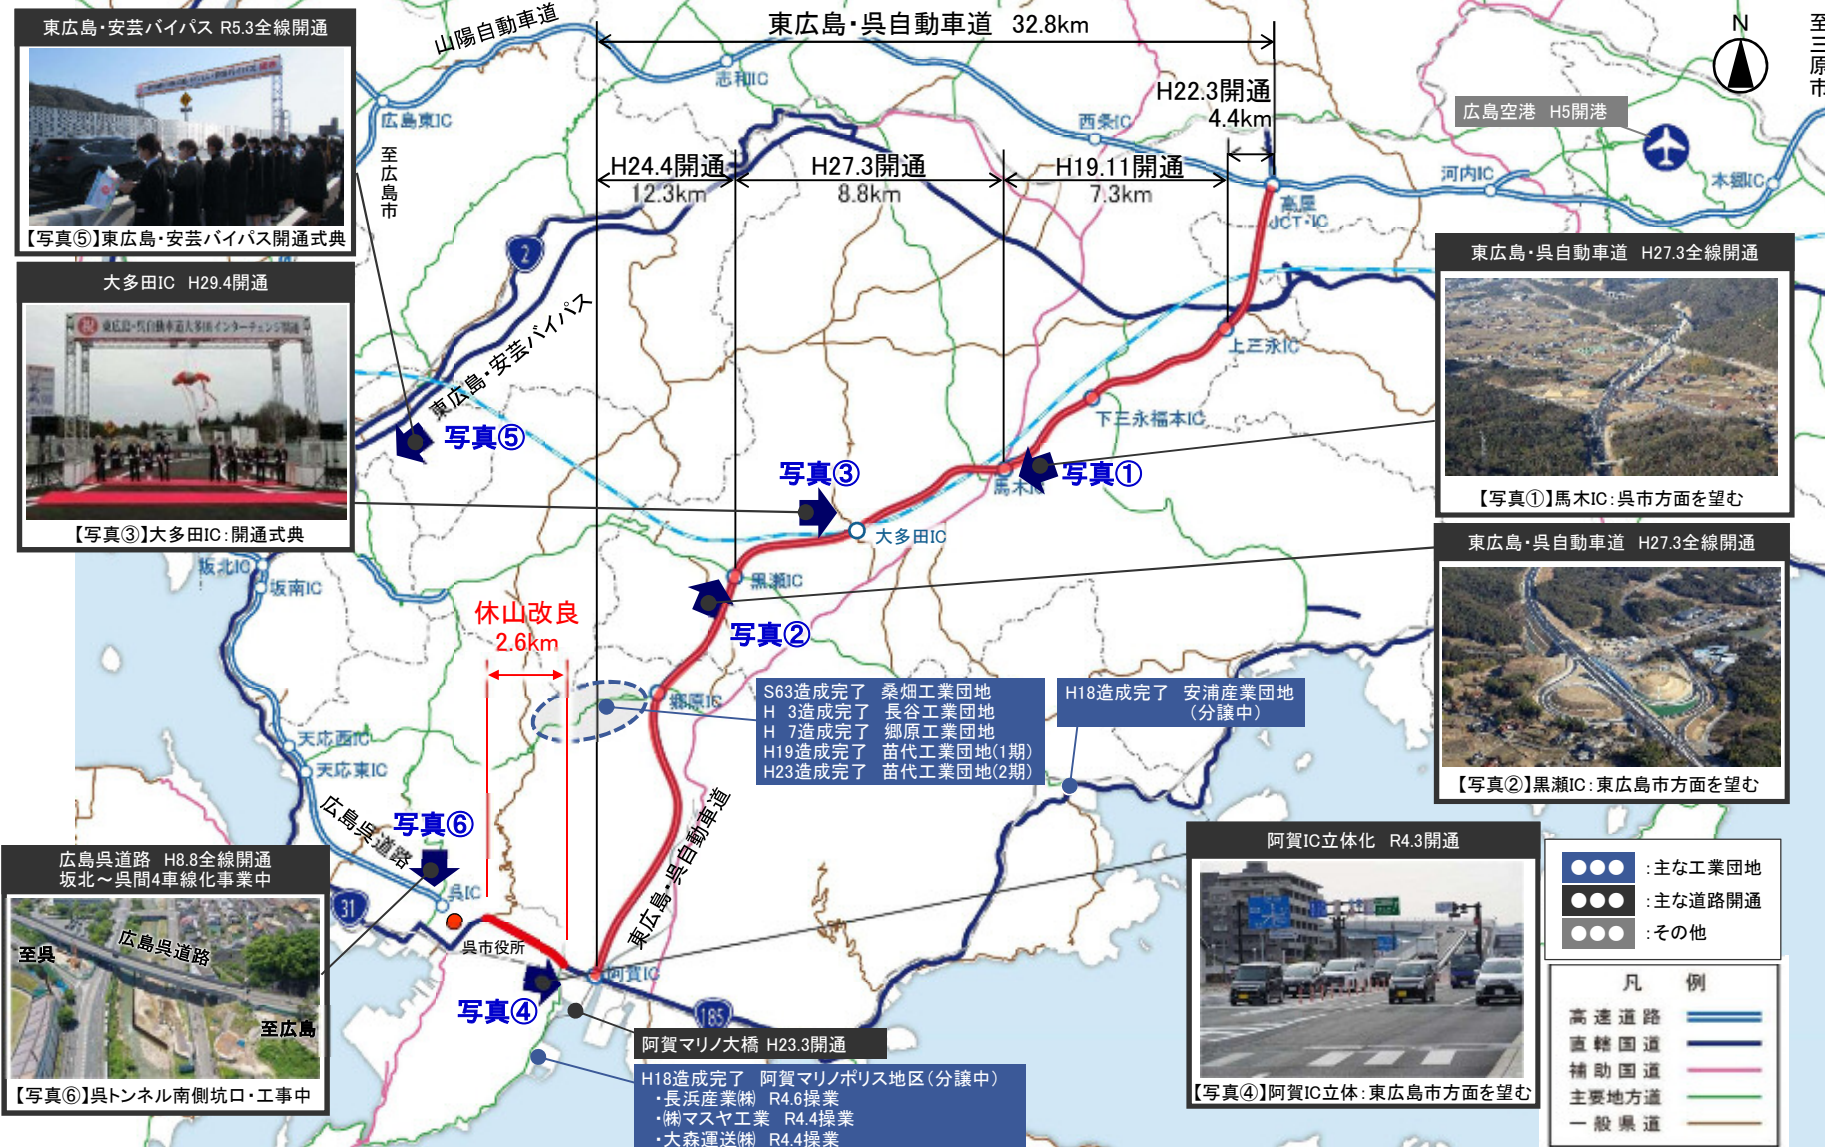 東広島・安芸バイパス R5.3全線開通
【写真⑤】東広島・安芸バイパス開通式典
大多田IC H29.4開通
東広島・呉自動車道大多田インターチェンジ開通
【写真③】大多田IC：開通式典
山陽自動車道
東広島・呉自動車道 32.8km
志和IC
広島東IC
至広島市
H22.3開通
4.4km
西条IC
H24.4開通
12.3km
H27.3開通
8.8km
H19.11開通
7.3km
高屋
JCT・IC
広島空港 H5開港
河内IC
本郷IC
N
至三原市
2
東広島・安芸バイパス
写真⑤
上三永IC
下三永福本IC
写真③
馬木IC
写真①
大多田IC
黒瀬IC
写真②
東広島・呉自動車道 H27.3全線開通
【写真①】馬木IC：呉市方面を望む
東広島・呉自動車道 H27.3全線開通
【写真②】黒瀬IC：東広島市方面を望む
坂北IC
坂南IC
休山改良
2.6km
郷原IC
S63造成完了 桑畑工業団地
H 3造成完了 長谷工業団地
H 7造成完了 郷原工業団地
H19造成完了 苗代工業団地(1期)
H23造成完了 苗代工業団地(2期)
H18造成完了 安浦産業団地
（分譲中）
天応西IC
天応東IC
広島呉道路
写真⑥
呉IC
31
呉市役所
東広島・呉自動車道
阿賀IC
写真④
185
広島呉道路 H8.8全線開通
坂北～呉間4車線化事業中
至呉
広島呉道路
至広島
【写真⑥】呉トンネル南側坑口・工事中
阿賀マリノ大橋 H23.3開通
H18造成完了 阿賀マリノポリス地区（分譲中）
・長浜産業㈱ R4.6操業
・㈱マスヤ工業 R4.4操業
・大森運送㈱ R4.4操業
阿賀IC立体化 R4.3開通
【写真④】阿賀IC立体：東広島市方面を望む
●●● ：主な工業団地
●●● ：主な道路開通
●●● ：その他
凡 例
高速道路
直轄国道
補助国道
主要地方道
一般県道